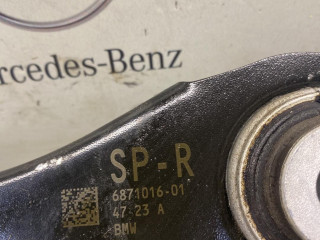 rcedes-Benz
SP-R
6871016-01
47-23 A
BMW